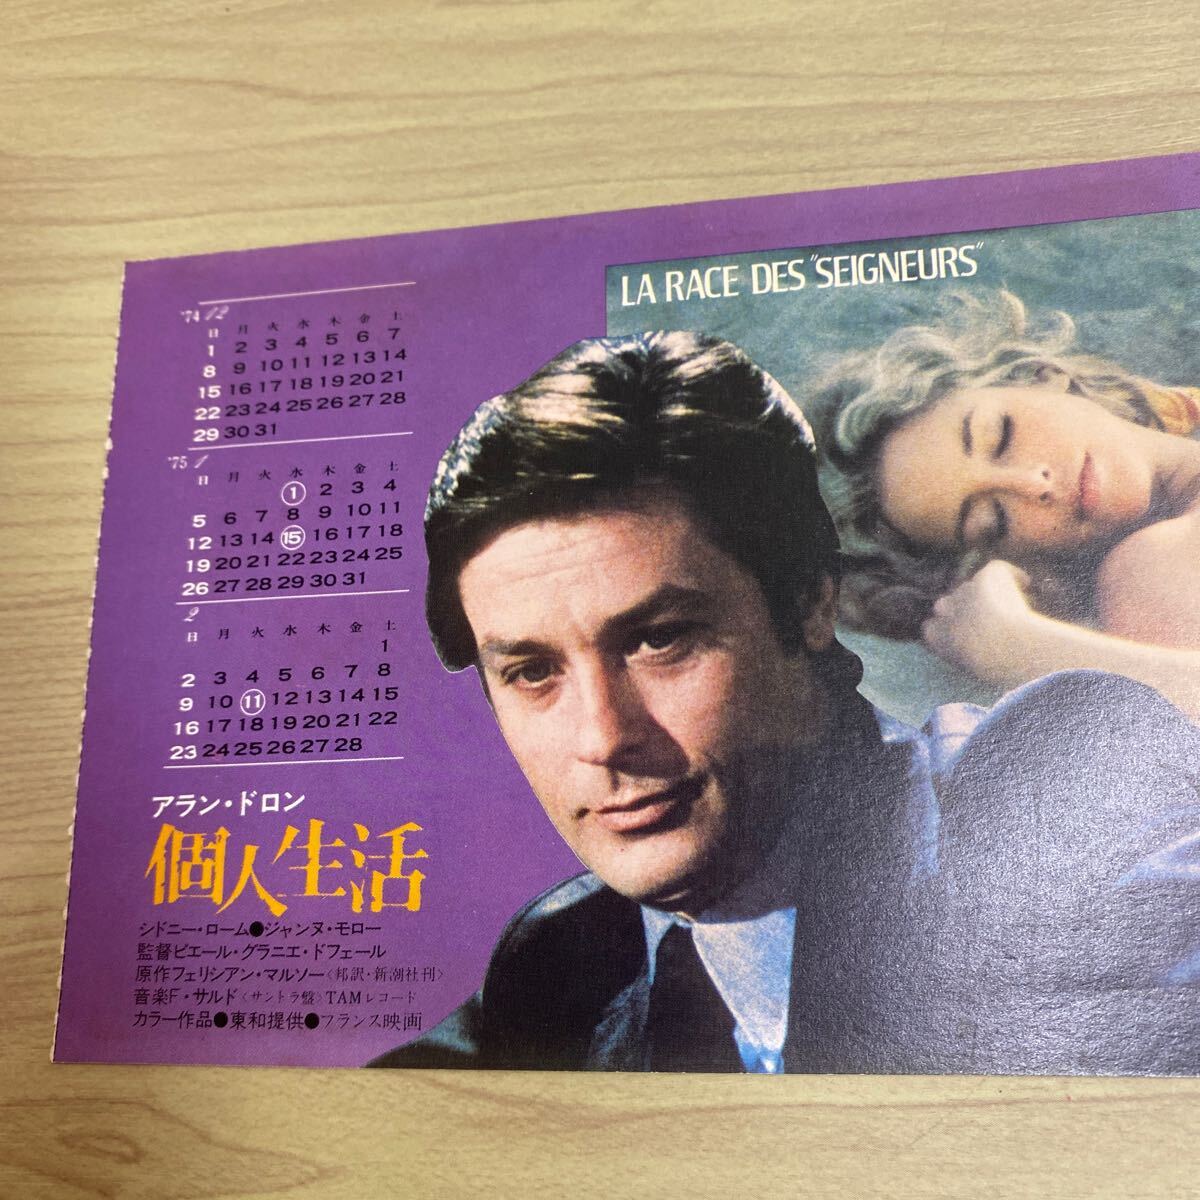 LA RACE DES "SEIGNEURS"
'74 12
日 月 火 水 木 金 土
1 2 3 4 5 6 7
8 9 10 11 12 13 14
15 16 17 18 19 20 21
22 23 24 25 26 27 28
29 30 31
'75 1
日 月 火 水 木 金 土
1 2 3 4
5 6 7 8 9 10 11
12 13 14 15 16 17 18
19 20 21 22 23 24 25
26 27 28 29 30 31
2
日 月 火 水 木 金 土
1
2 3 4 5 6 7 8
9 10 11 12 13 14 15
16 17 18 19 20 21 22
23 24 25 26 27 28
アラン・ドロン
個人生活
シドニー・ローム●ジャンヌ・モロー
監督ピエール・グラニエ・ドフェール
原作フェリシアン・マルソー〈邦訳・新潮社刊〉
音楽F・サルド〈サントラ盤〉TAMレコード
カラー作品●東和提供●フランス映画